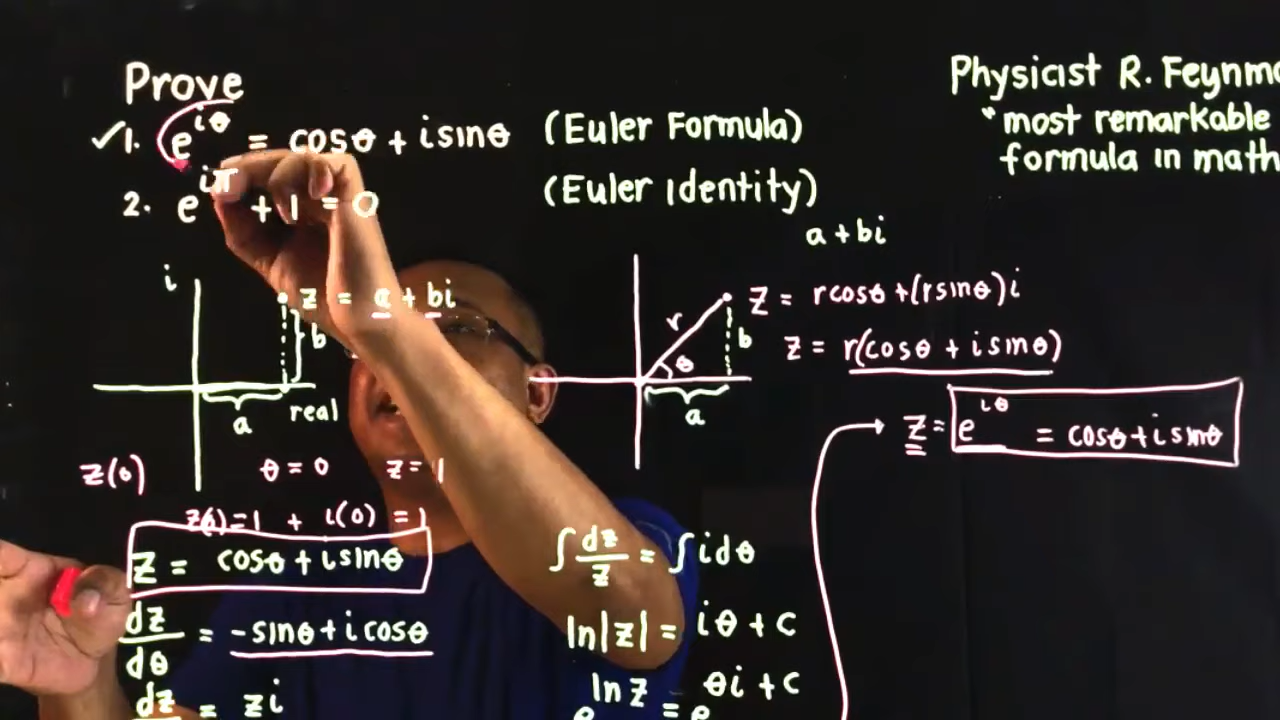 Prove
✓1. e^{iθ} = cosθ + isinθ (Euler Formula)
2. e^{iπ} + 1 = 0 (Euler Identity)
Physicist R. Feynm
"most remarkable
formula in math
a + bi
i
z = a + bi
b
a
real
r
θ
b
a
z = rcosθ + (rsinθ)i
z = r(cosθ + isinθ)
z = e^{iθ} = cosθ + isinθ
z(0) θ = 0 z = 1
z(0) = 1 + i(0) = 1
z = cosθ + isinθ
dz/dθ = -sinθ + icosθ
dz = zi
∫dz/z = ∫idθ
ln|z| = iθ + c
e^{ln z} = e^{θi + c}